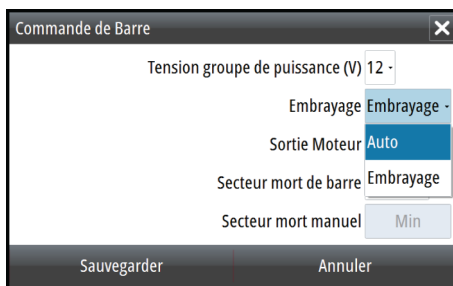 Commande de Barre
Tension groupe de puissance (V) 12
Embrayage Embrayage
Sortie Moteur Auto
Secteur mort de barre Embrayage
Secteur mort manuel Min
Sauvegarder Annuler